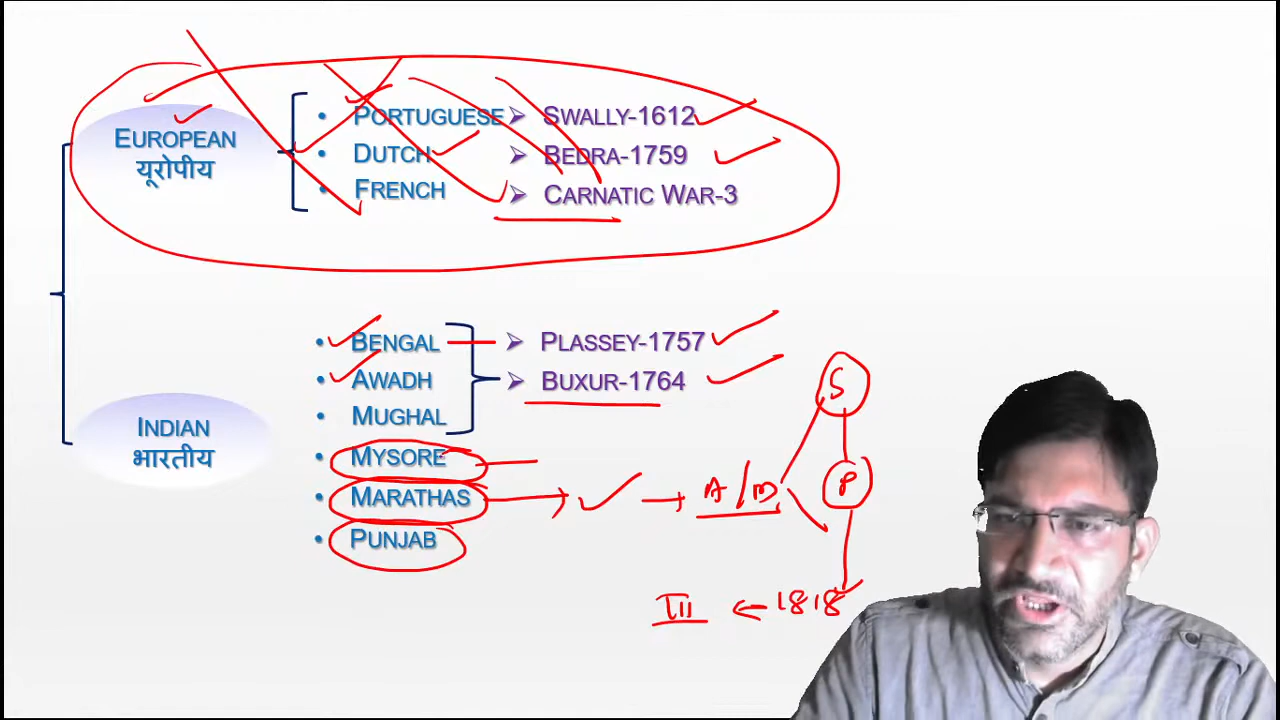 EUROPEAN
यूरोपीय
• PORTUGUESE
• DUTCH
• FRENCH
➢ SWALLY-1612
➢ BEDRA-1759
➢ CARNATIC WAR-3
INDIAN
भारतीय
• BENGAL
• AWADH
• MUGHAL
• MYSORE
• MARATHAS
• PUNJAB
➢ PLASSEY-1757
➢ BUXUR-1764
S
P
1818
III